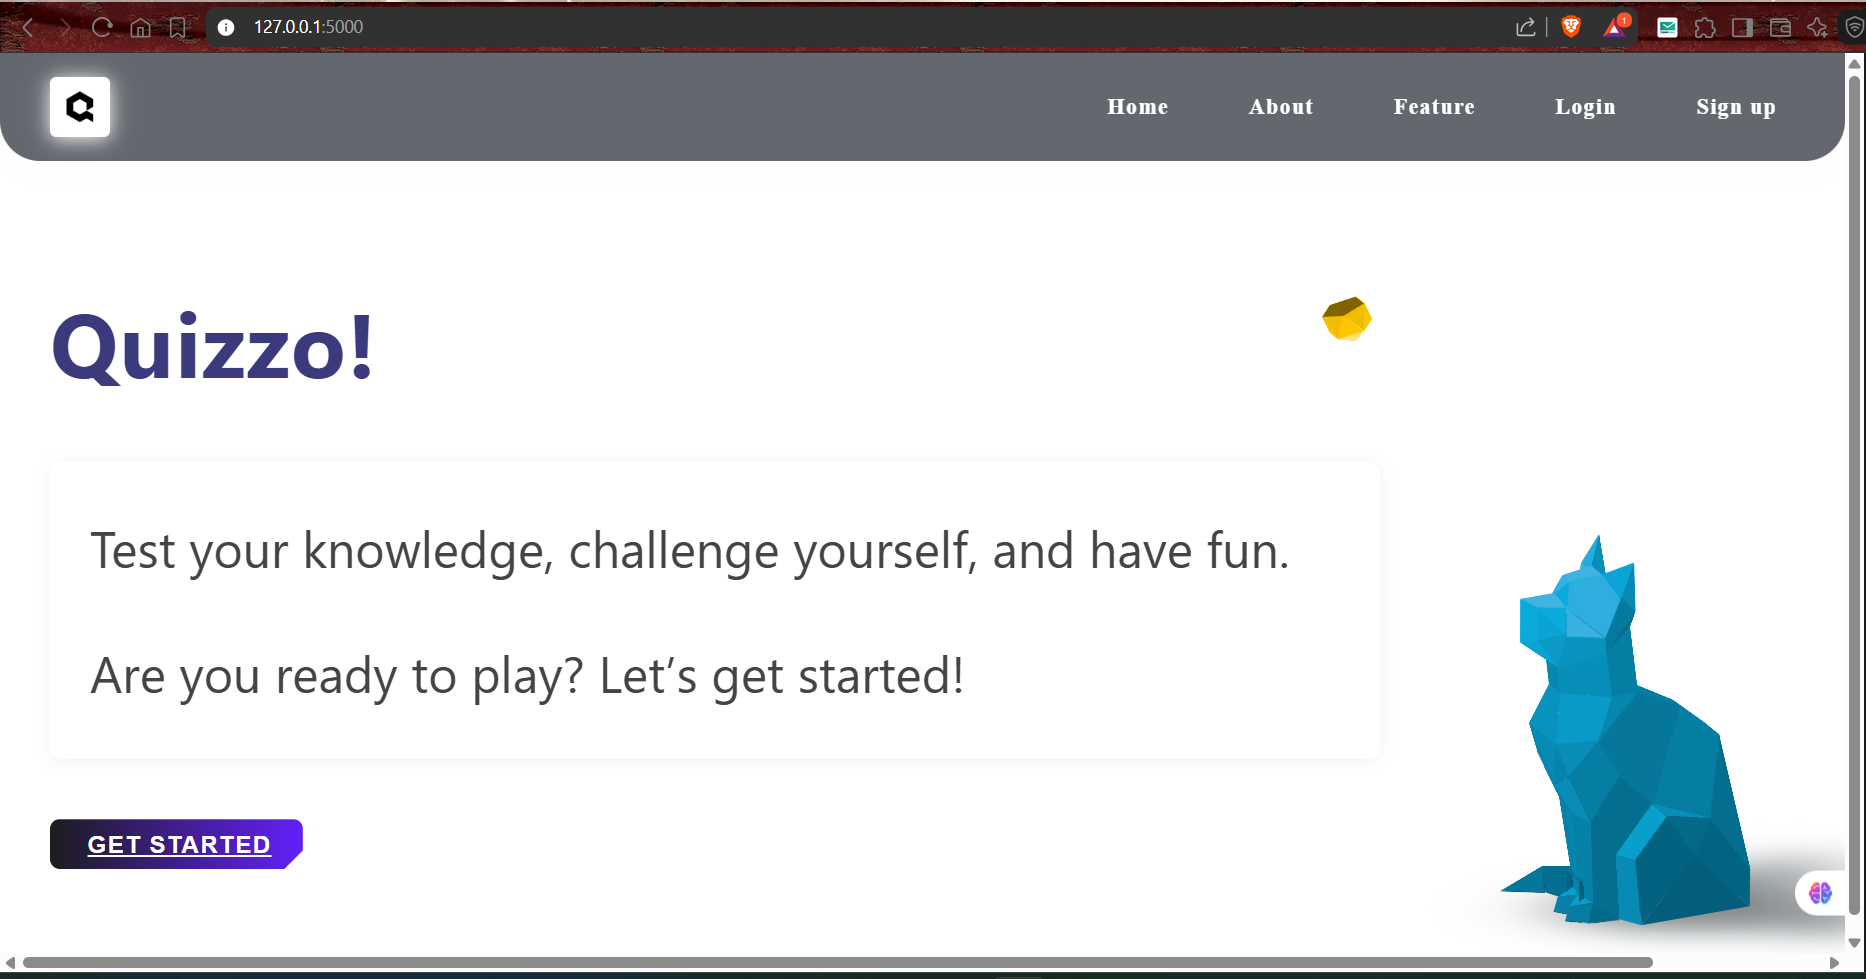 127.0.0.1:5000
1
Home About Feature Login Sign up
Quizzo!
Test your knowledge, challenge yourself, and have fun.
Are you ready to play? Let’s get started!
GET STARTED